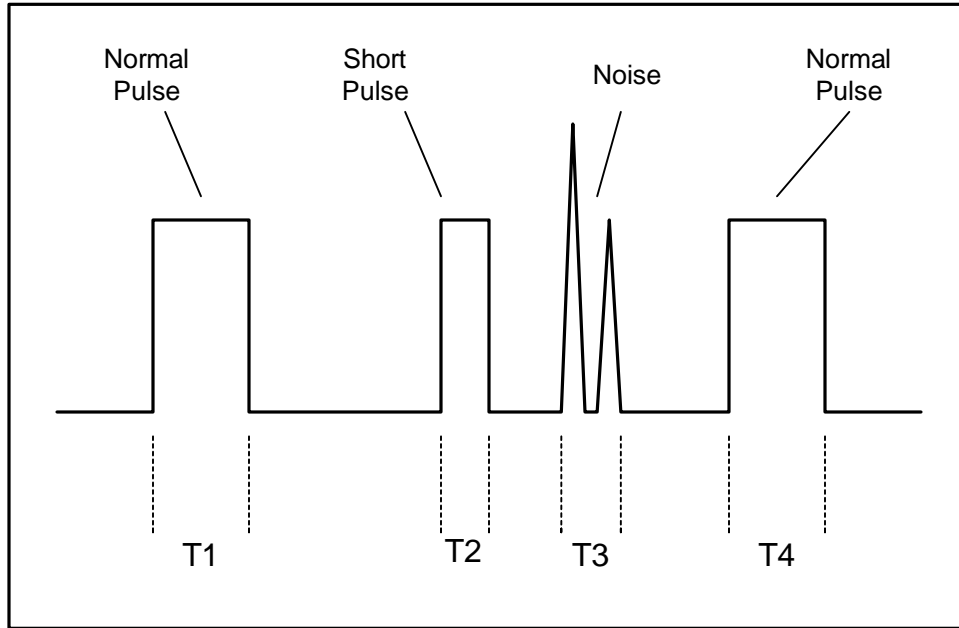 Normal
Pulse
Short
Pulse
Noise
Normal
Pulse
T1
T2
T3
T4